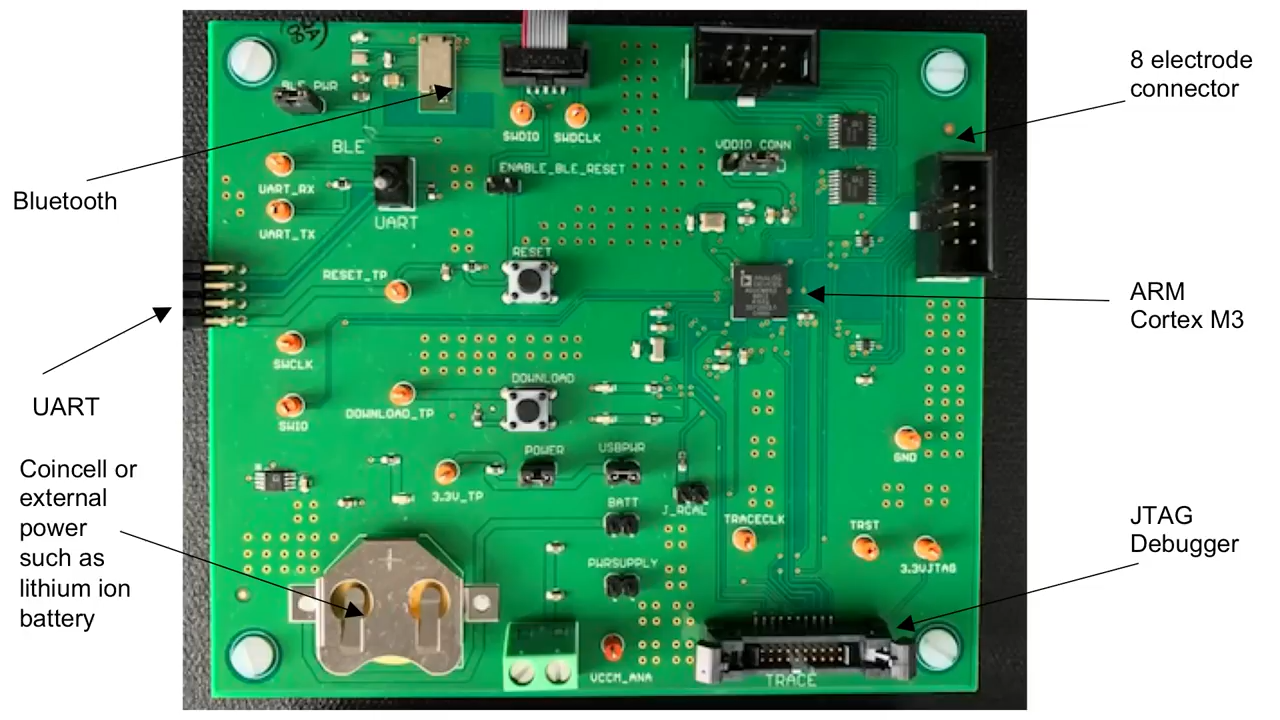 8 electrode
connector
BLE_PWR
SWDIO
SWDCLK
VDDIO_CONN
BLE
ENABLE_BLE_RESET
UART_RX
Bluetooth
UART
UART_TX
RESET
RESET_TP
ANALOG
DEVICES
ARM
Cortex M3
SWCLK
UART
DOWNLOAD
DOWNLOAD_TP
SWIO
Coincell or
external
power
such as
lithium ion
battery
POWER
USBPWR
GND
3.3V_TP
BATT
J_RCAL
TRACECLK
TRST
JTAG
Debugger
+
PWRSUPPLY
3.3VJTAG
VCCM_ANA
TRACE